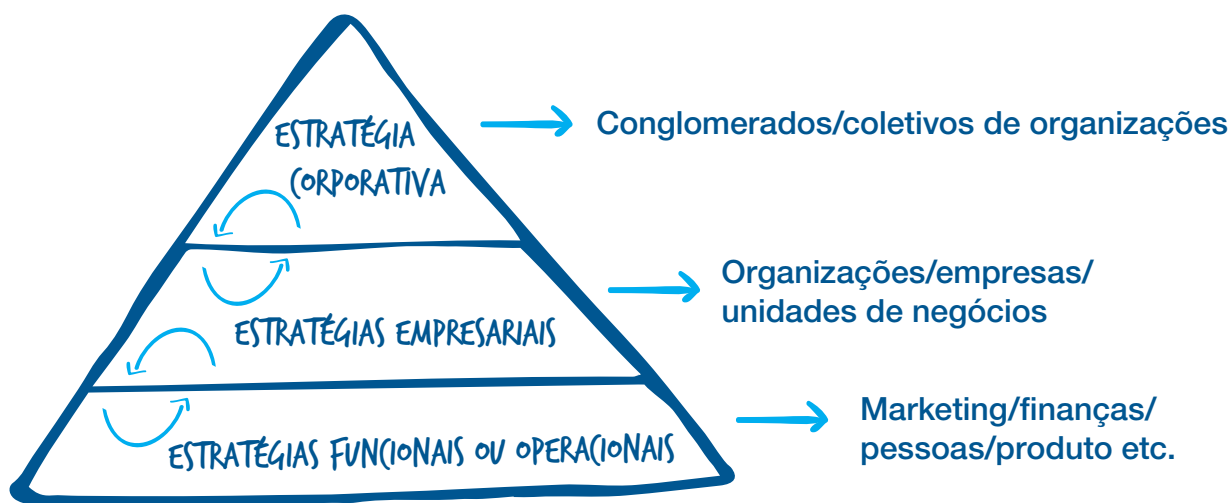 ESTRATÉGIA
CORPORATIVA
Conglomerados/coletivos de organizações
ESTRATÉGIAS EMPRESARIAIS
Organizações/empresas/
unidades de negócios
ESTRATÉGIAS FUNCIONAIS OU OPERACIONAIS
Marketing/finanças/
pessoas/produto etc.